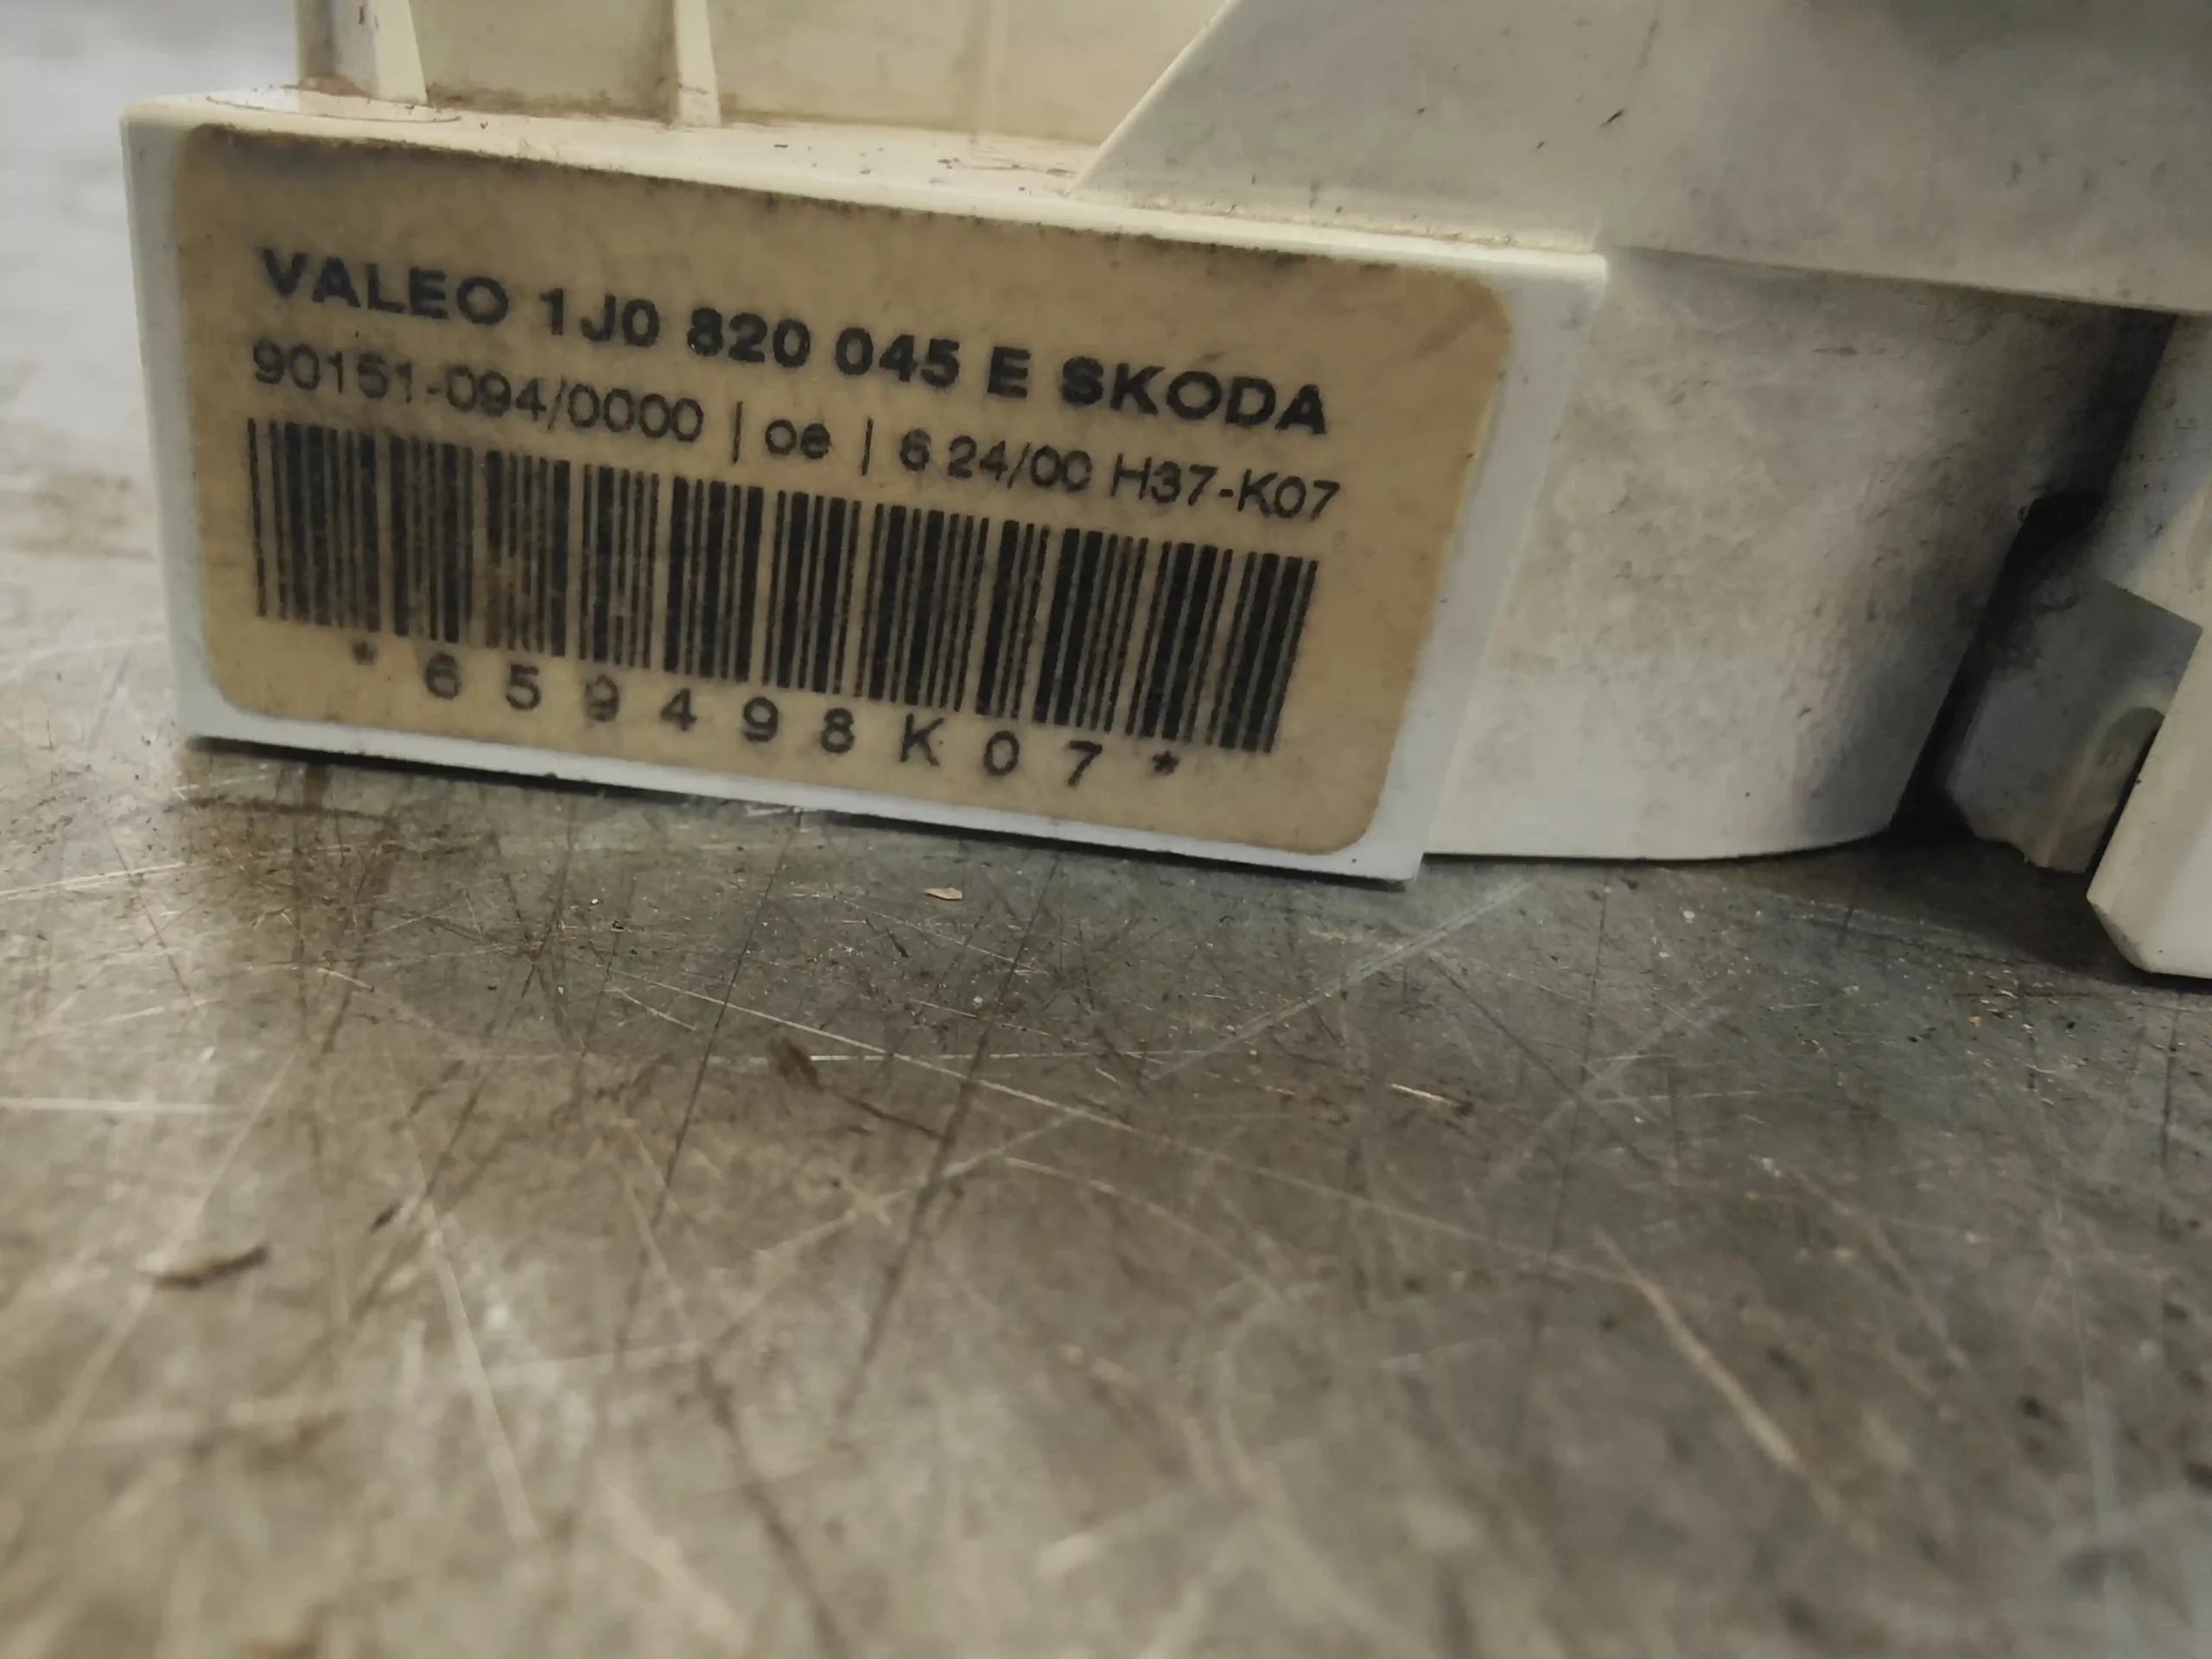 VALEO 1J0 820 045 E SKODA
90151-094/0000 | oe | 6 24/00 H37-K07
*659498K07*